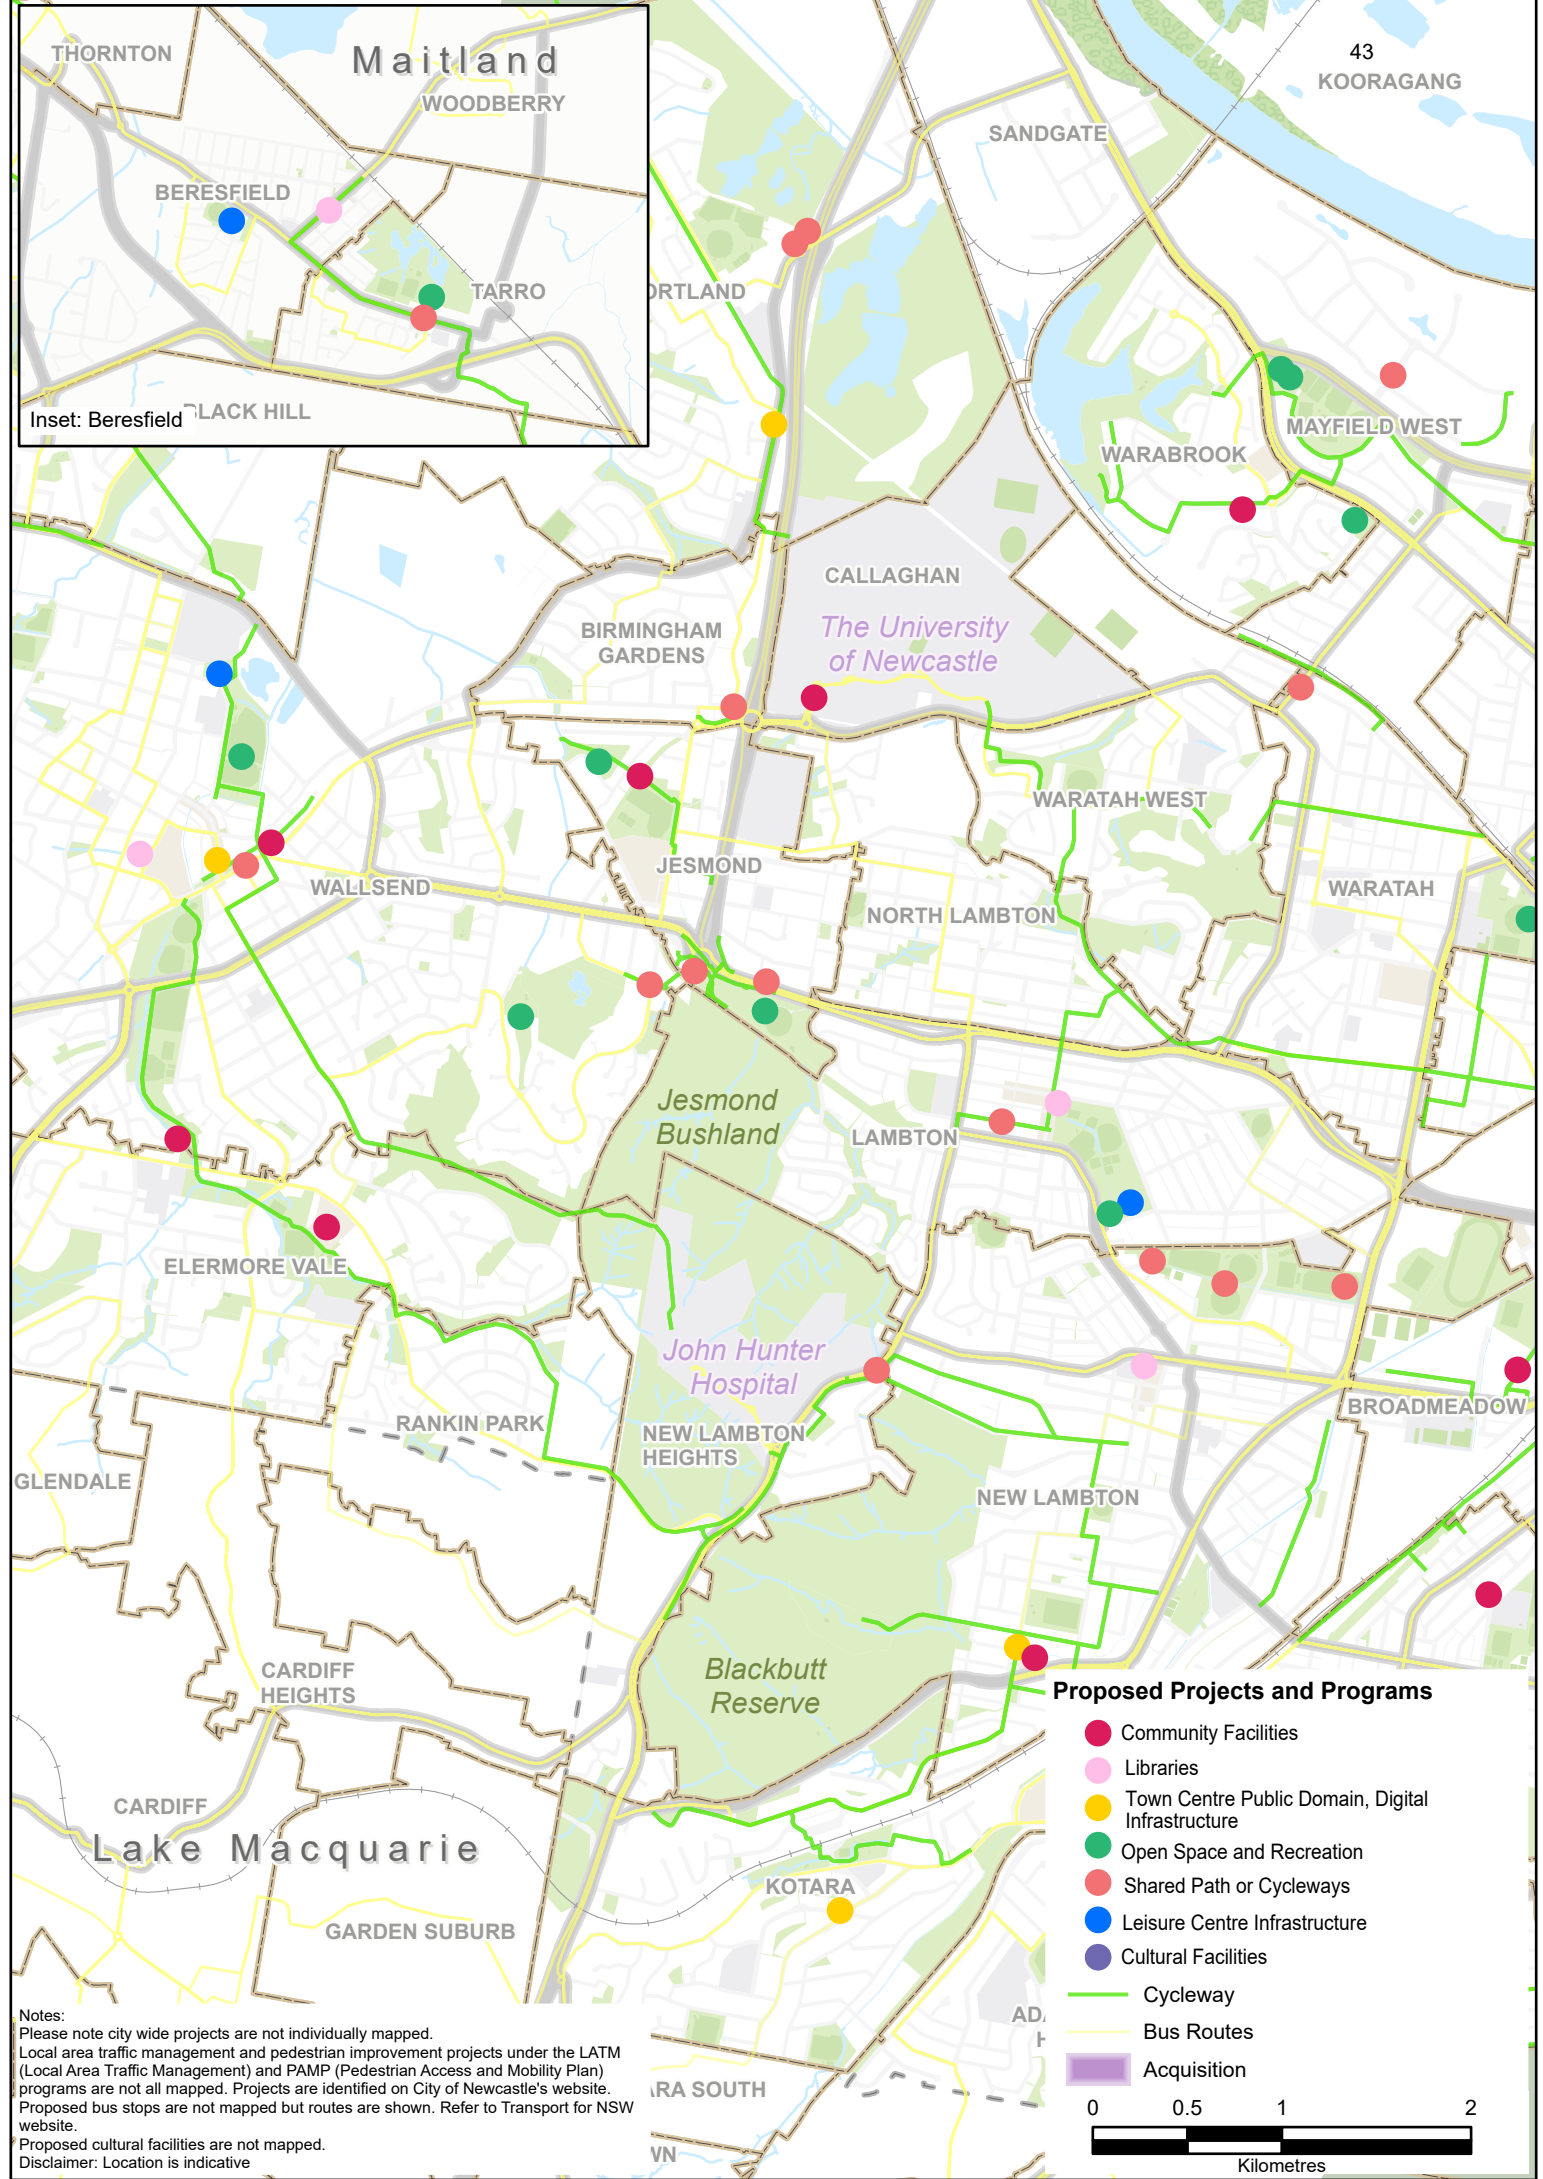 43
THORNTON
Maitland
WOODBERRY
BERESFIELD
TARRO
BLACK HILL
Inset: Beresfield
KOORAGANG
SANDGATE
ORTLAND
MAYFIELD WEST
WARABROOK
CALLAGHAN
The University
of Newcastle
BIRMINGHAM
GARDENS
WARATAH WEST
JESMOND
WALLSEND
WARATAH
NORTH LAMBTON
Jesmond
Bushland
LAMBTON
ELERMORE VALE
John Hunter
Hospital
RANKIN PARK
NEW LAMBTON
HEIGHTS
BROADMEADOW
GLENDALE
NEW LAMBTON
CARDIFF
HEIGHTS
Blackbutt
Reserve
CARDIFF
Lake Macquarie
KOTARA
GARDEN SUBURB
ARA SOUTH
WN
AD
H
Proposed Projects and Programs
Community Facilities
Libraries
Town Centre Public Domain, Digital
Infrastructure
Open Space and Recreation
Shared Path or Cycleways
Leisure Centre Infrastructure
Cultural Facilities
Cycleway
Bus Routes
Acquisition
0 0.5 1 2
Kilometres
Notes:
Please note city wide projects are not individually mapped.
Local area traffic management and pedestrian improvement projects under the LATM
(Local Area Traffic Management) and PAMP (Pedestrian Access and Mobility Plan)
programs are not all mapped. Projects are identified on City of Newcastle's website.
Proposed bus stops are not mapped but routes are shown. Refer to Transport for NSW
website.
Proposed cultural facilities are not mapped.
Disclaimer: Location is indicative